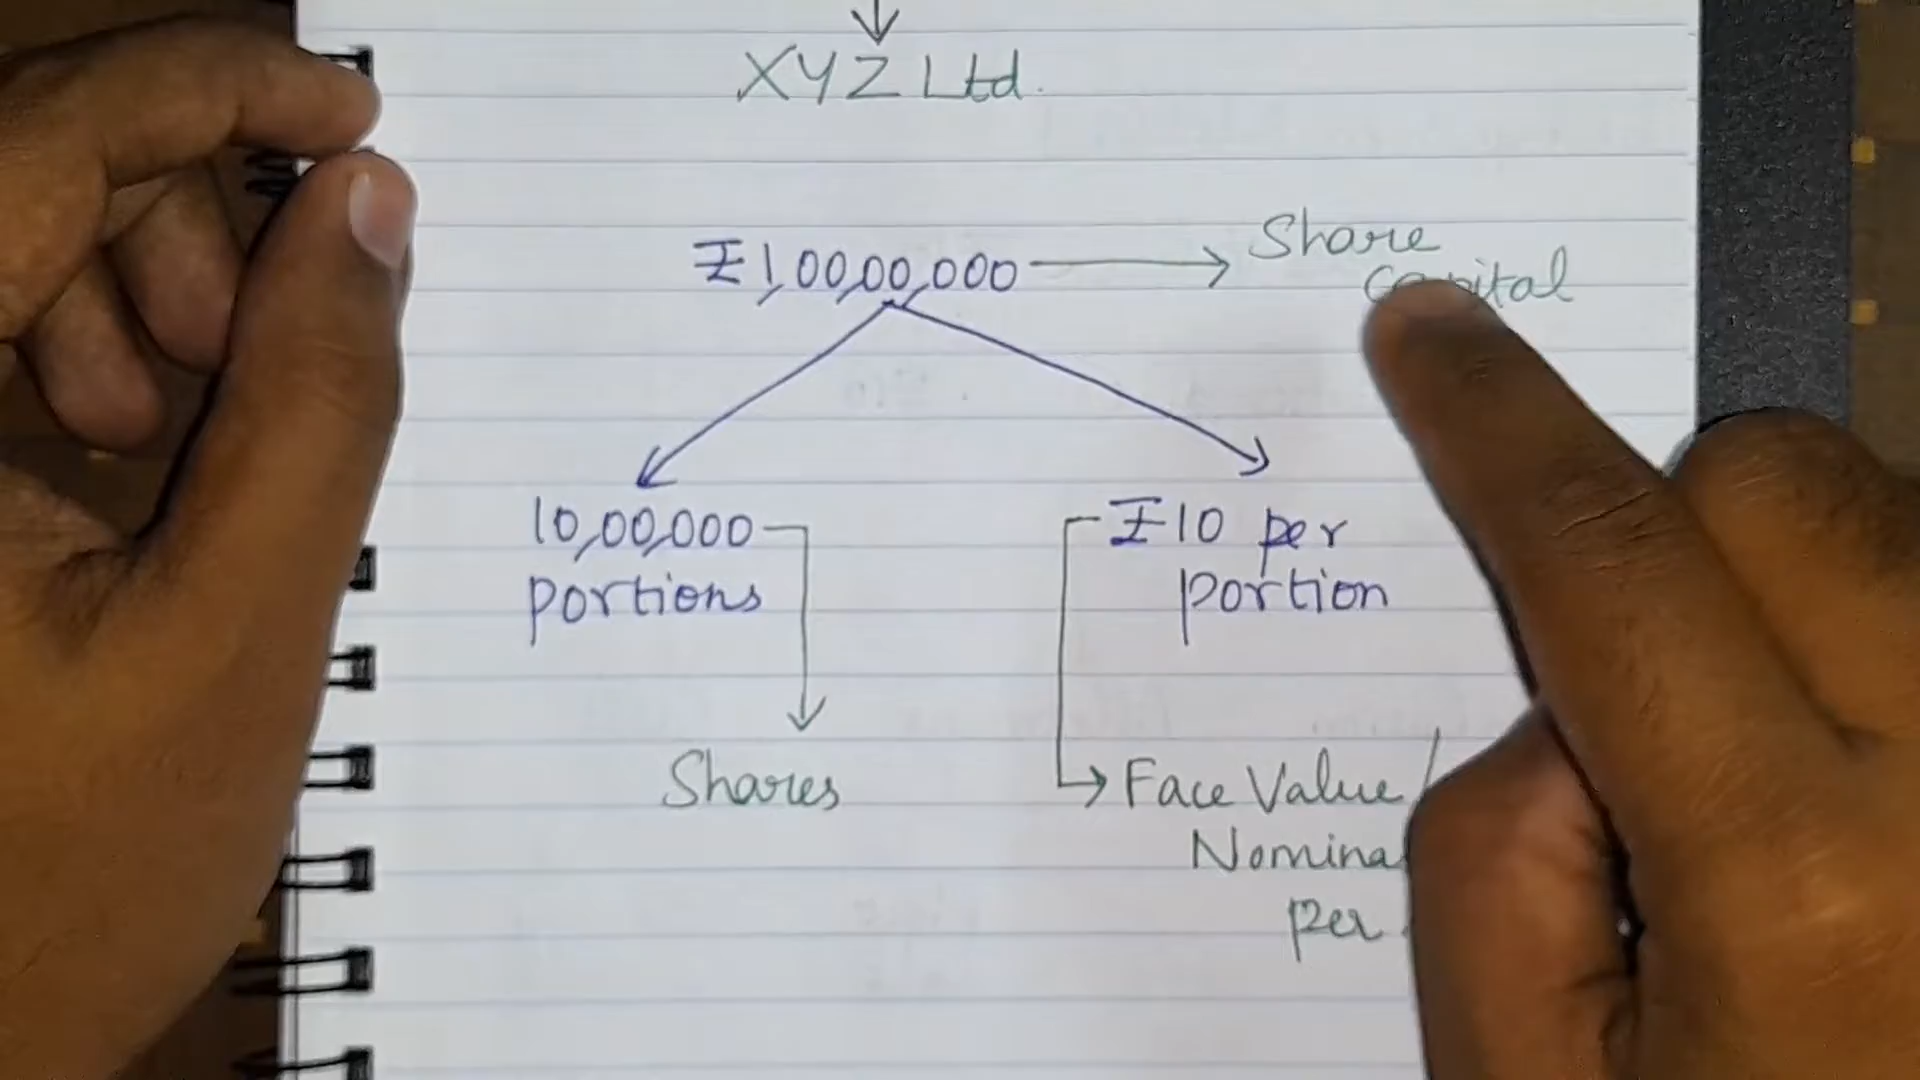 XYZ Ltd.
₹1,00,00,000
Share
Capital
10,00,000
portions
₹10 per
portion
Shares
Face Value /
Nomina
per